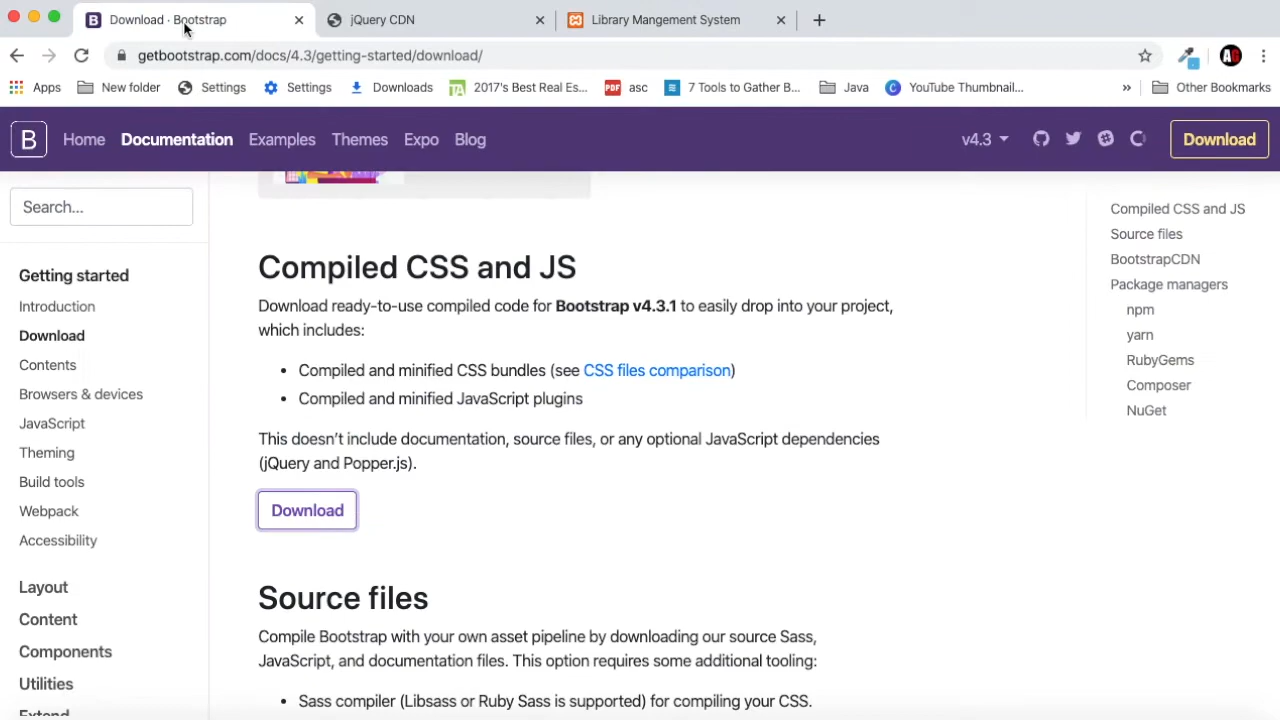 Download · Bootstrap
jQuery CDN
Library Mangement System
getbootstrap.com/docs/4.3/getting-started/download/
Apps
New folder
Settings
Settings
Downloads
2017's Best Real Es...
asc
7 Tools to Gather B...
Java
YouTube Thumbnail...
Other Bookmarks
B Home Documentation Examples Themes Expo Blog v4.3 Download
Search...
Getting started
Introduction
Download
Contents
Browsers & devices
JavaScript
Theming
Build tools
Webpack
Accessibility
Layout
Content
Components
Utilities
Extend
Compiled CSS and JS
Download ready-to-use compiled code for Bootstrap v4.3.1 to easily drop into your project,
which includes:
• Compiled and minified CSS bundles (see CSS files comparison)
• Compiled and minified JavaScript plugins
This doesn't include documentation, source files, or any optional JavaScript dependencies
(jQuery and Popper.js).
Download
Source files
Compile Bootstrap with your own asset pipeline by downloading our source Sass,
JavaScript, and documentation files. This option requires some additional tooling:
• Sass compiler (Libsass or Ruby Sass is supported) for compiling your CSS.
Compiled CSS and JS
Source files
BootstrapCDN
Package managers
npm
yarn
RubyGems
Composer
NuGet